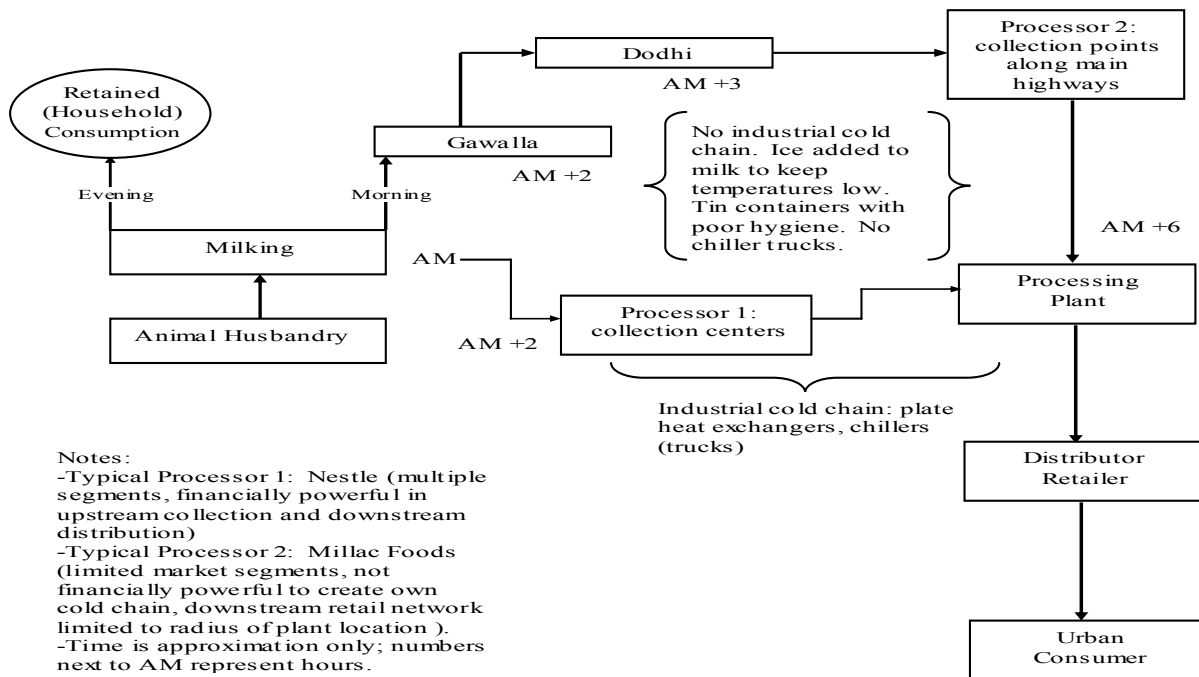 Retained
(Household)
Consumption
Evening
Morning
Milking
Animal Husbandry
Gawalla
AM +2
Dodhi
AM +3
Processor 2:
collection points
along main
highways
No industrial cold
chain. Ice added to
milk to keep
temperatures low.
Tin containers with
poor hygiene. No
chiller trucks.
AM +6
AM
AM +2
Processor 1:
collection centers
Processing
Plant
Industrial cold chain: plate
heat exchangers, chillers
(trucks)
Distributor
Retailer
Urban
Consumer
Notes:
-Typical Processor 1: Nestle (multiple
segments, financially powerful in
upstream collection and downstream
distribution)
-Typical Processor 2: Millac Foods
(limited market segments, not
financially powerful to create own
cold chain, downstream retail network
limited to radius of plant location ).
-Time is approximation only; numbers
next to AM represent hours.